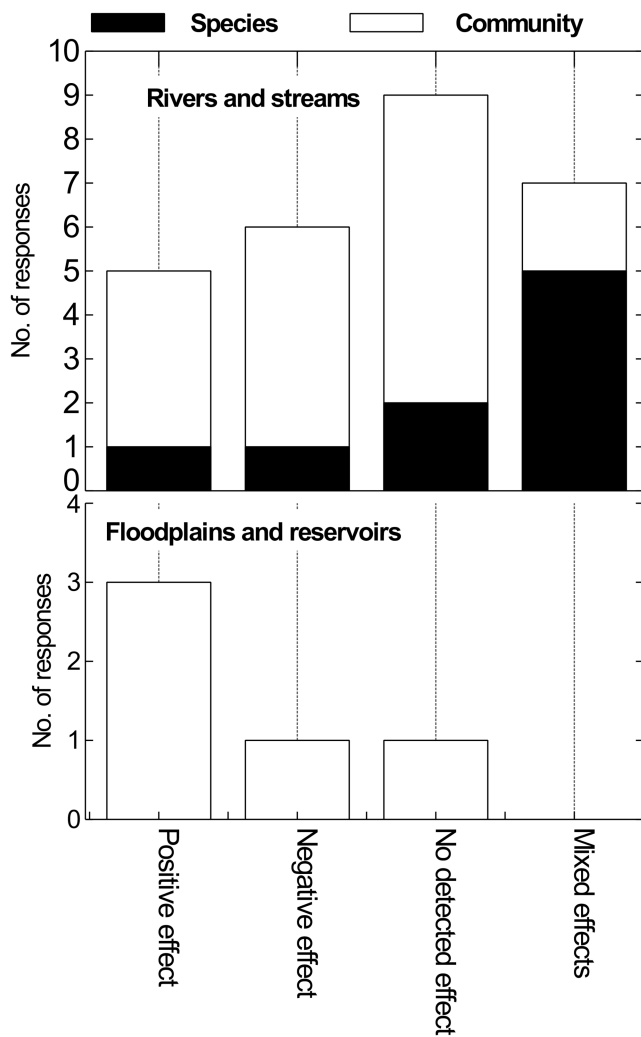 Species Community
10
9
8
7
6
5
4
3
2
1
0
No. of responses
Rivers and streams
4
3
2
1
0
No. of responses
Floodplains and reservoirs
Positive effect
Negative effect
No detected effect
Mixed effects